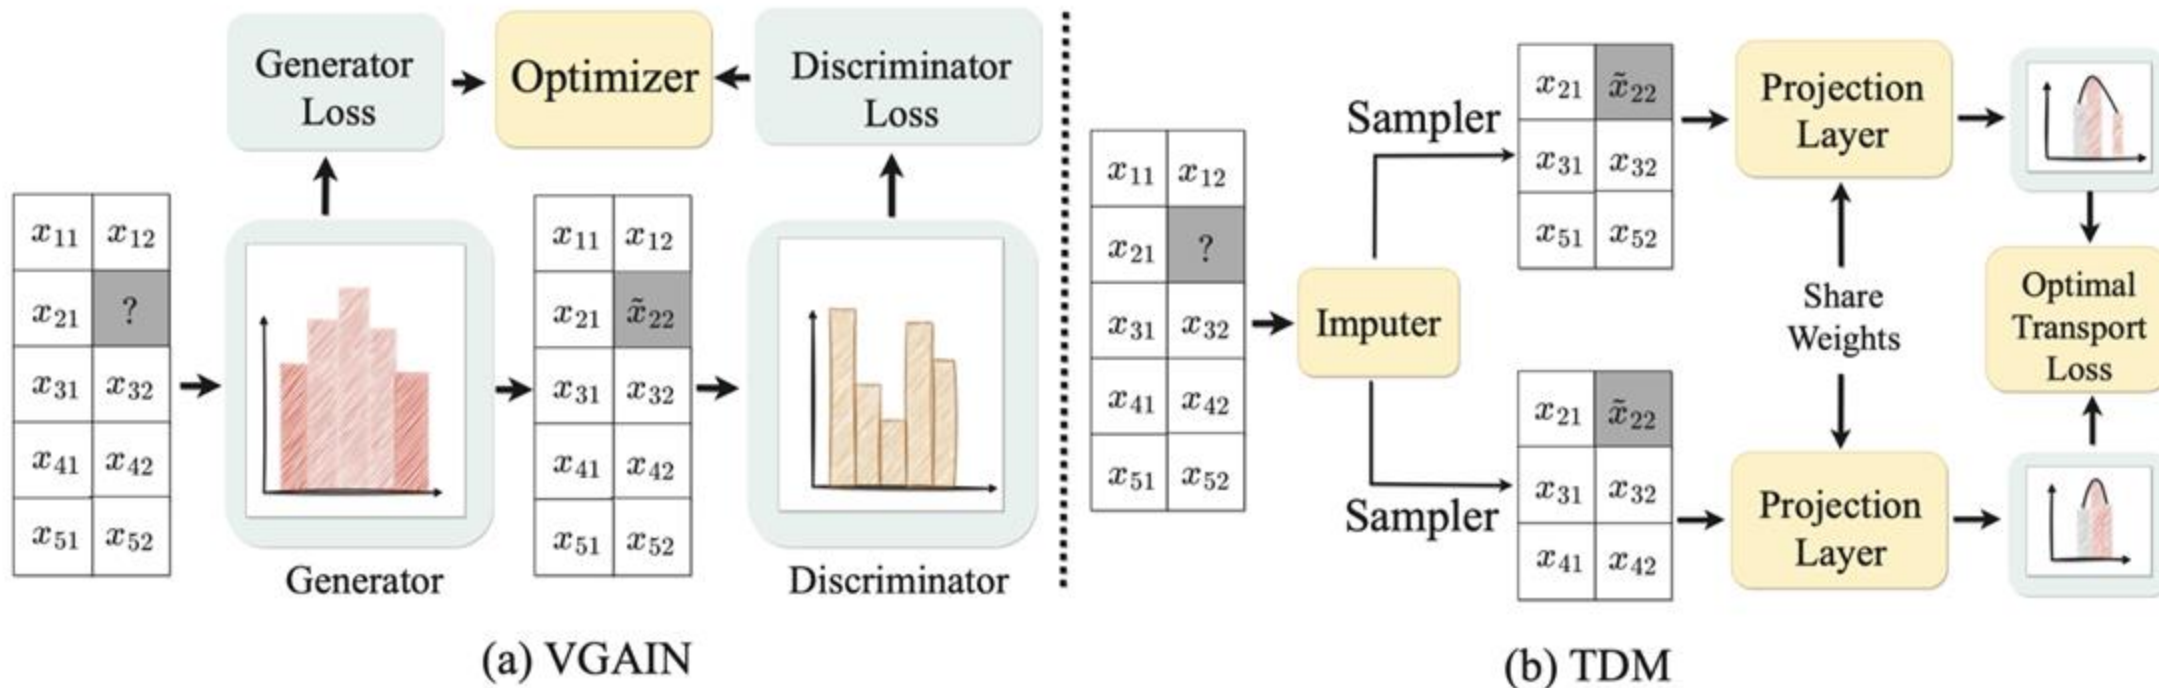 Generator
Loss
Optimizer
Discriminator
Loss
x₁₁ x₁₂
x₂₁ ?
x₃₁ x₃₂
x₄₁ x₄₂
x₅₁ x₅₂
Generator
x₁₁ x₁₂
x₂₁ x̃₂₂
x₃₁ x₃₂
x₄₁ x₄₂
x₅₁ x₅₂
Discriminator
(a) VGAIN
x₁₁ x₁₂
x₂₁ ?
x₃₁ x₃₂
x₄₁ x₄₂
x₅₁ x₅₂
Imputer
Sampler
x₂₁ x̃₂₂
x₃₁ x₃₂
x₅₁ x₅₂
Projection
Layer
Share
Weights
Optimal
Transport
Loss
Sampler
x₂₁ x̃₂₂
x₃₁ x₃₂
x₄₁ x₄₂
Projection
Layer
(b) TDM